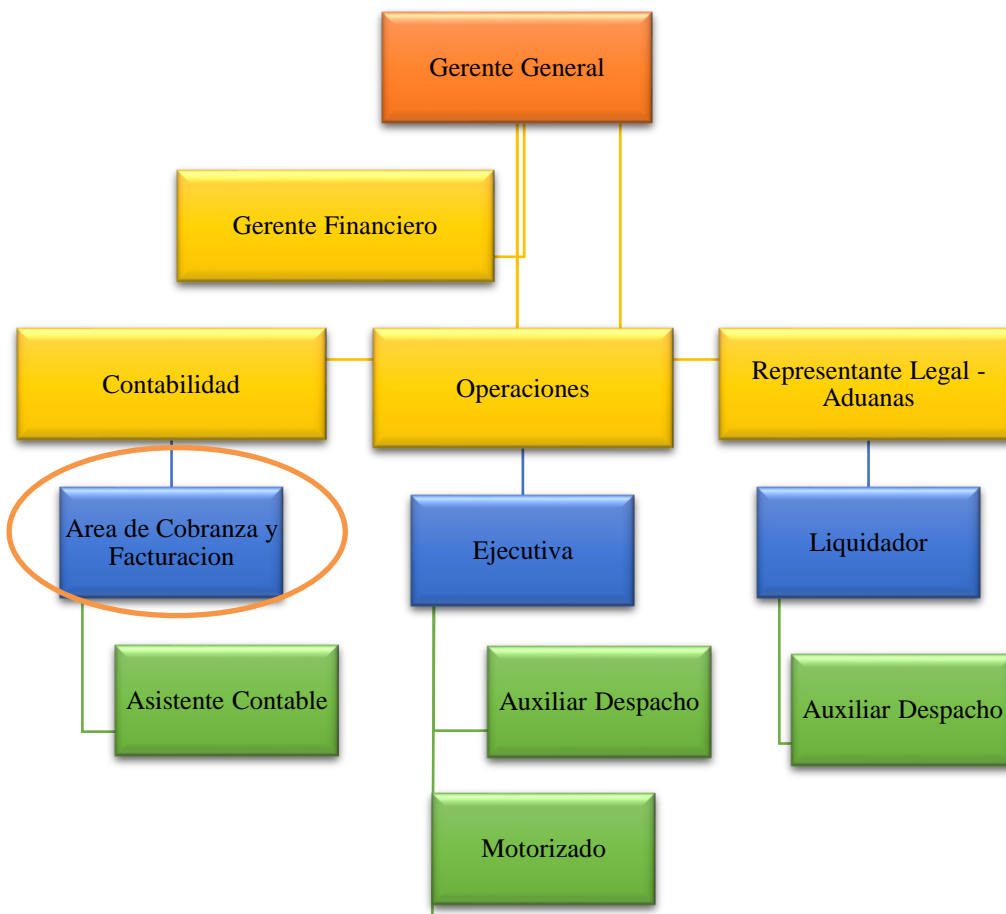 Gerente General
Gerente Financiero
Contabilidad
Operaciones
Representante Legal -
Aduanas
Area de Cobranza y
Facturacion
Ejecutiva
Liquidador
Asistente Contable
Auxiliar Despacho
Auxiliar Despacho
Motorizado